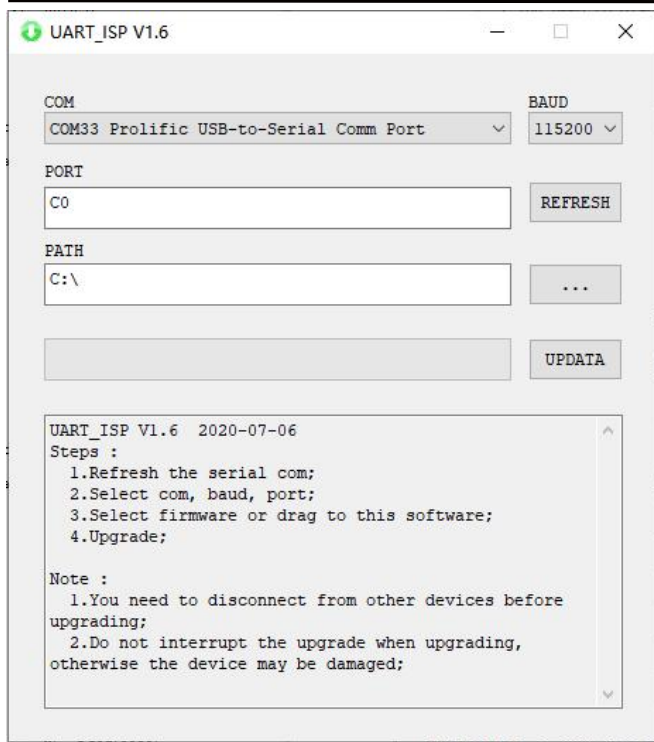 UART_ISP V1.6
COM
BAUD
COM33 Prolific USB-to-Serial Comm Port
115200
PORT
C0
REFRESH
PATH
C:\
...
UPDATA
UART_ISP V1.6  2020-07-06
Steps :
  1.Refresh the serial com;
  2.Select com, baud, port;
  3.Select firmware or drag to this software;
  4.Upgrade;
Note :
  1.You need to disconnect from other devices before
upgrading;
  2.Do not interrupt the upgrade when upgrading,
otherwise the device may be damaged;